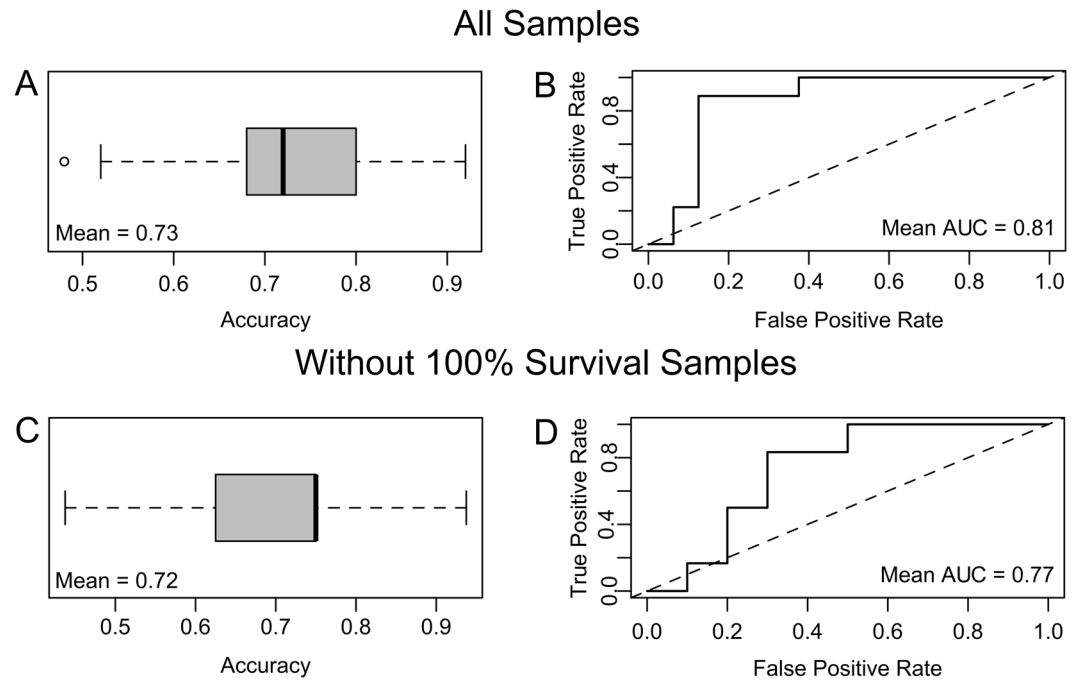 All Samples
A
Mean = 0.73
0.5 0.6 0.7 0.8 0.9
Accuracy
B
True Positive Rate
0.0 0.4 0.8
Mean AUC = 0.81
0.0 0.2 0.4 0.6 0.8 1.0
False Positive Rate
Without 100% Survival Samples
C
Mean = 0.72
0.5 0.6 0.7 0.8 0.9
Accuracy
D
True Positive Rate
0.0 0.4 0.8
Mean AUC = 0.77
0.0 0.2 0.4 0.6 0.8 1.0
False Positive Rate